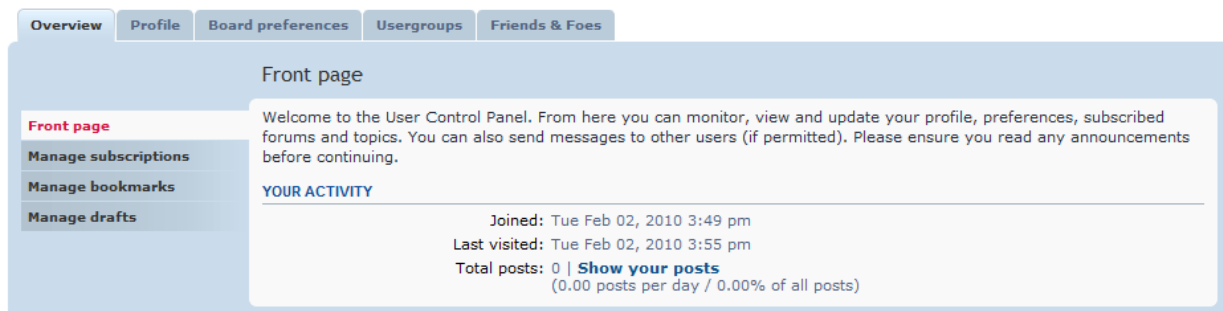 Overview Profile Board preferences Usergroups Friends & Foes
Front page
Front page
Manage subscriptions
Manage bookmarks
Manage drafts
Welcome to the User Control Panel. From here you can monitor, view and update your profile, preferences, subscribed
forums and topics. You can also send messages to other users (if permitted). Please ensure you read any announcements
before continuing.
YOUR ACTIVITY
Joined: Tue Feb 02, 2010 3:49 pm
Last visited: Tue Feb 02, 2010 3:55 pm
Total posts: 0 | Show your posts
(0.00 posts per day / 0.00% of all posts)